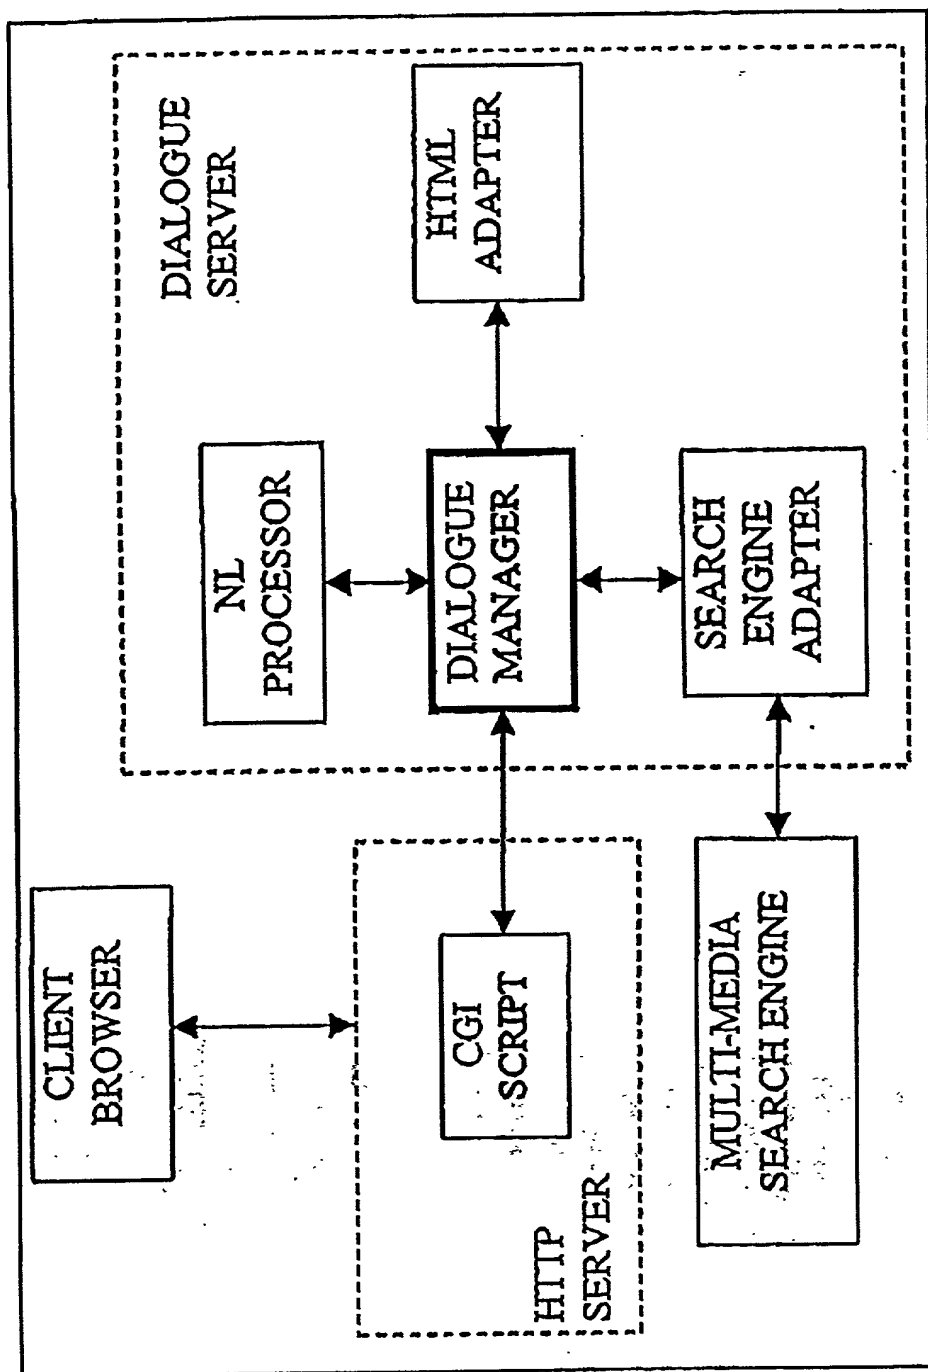 CLIENT
BROWSER
NL
PROCESSOR
DIALOGUE
SERVER
CGI
SCRIPT
DIALOGUE
MANAGER
HTML
ADAPTER
HTTP
SERVER
MULTI-MEDIA
SEARCH ENGINE
SEARCH
ENGINE
ADAPTER